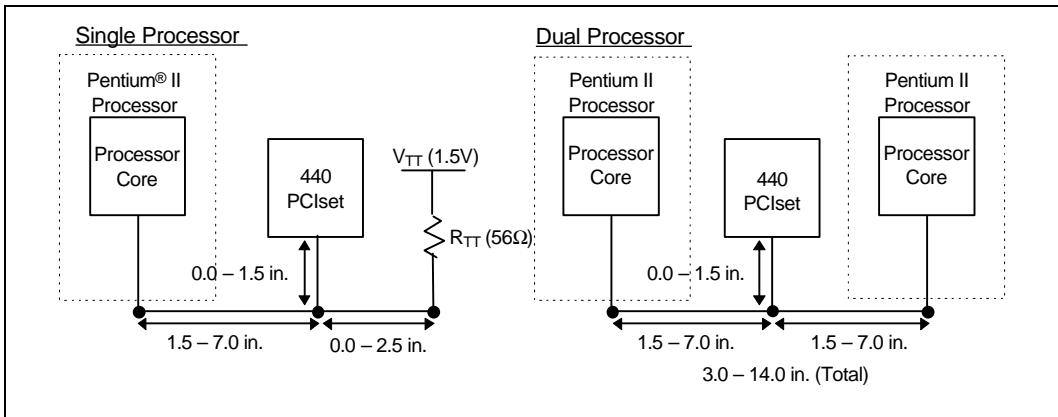 Single Processor
Pentium® II
Processor
Processor
Core
440
PCIset
VTT (1.5V)
RTT (56Ω)
0.0 – 1.5 in.
1.5 – 7.0 in.
0.0 – 2.5 in.
Dual Processor
Pentium II
Processor
Processor
Core
440
PCIset
Pentium II
Processor
Processor
Core
0.0 – 1.5 in.
1.5 – 7.0 in.
1.5 – 7.0 in.
3.0 – 14.0 in. (Total)